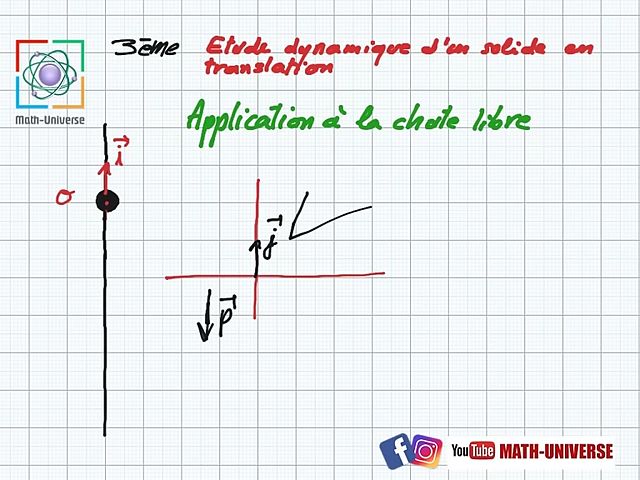 3ème Etude dynamique d'un solide en
translation
Math-Universe
Application à la chute libre
i
O
j
P
f
YouTube MATH-UNIVERSE